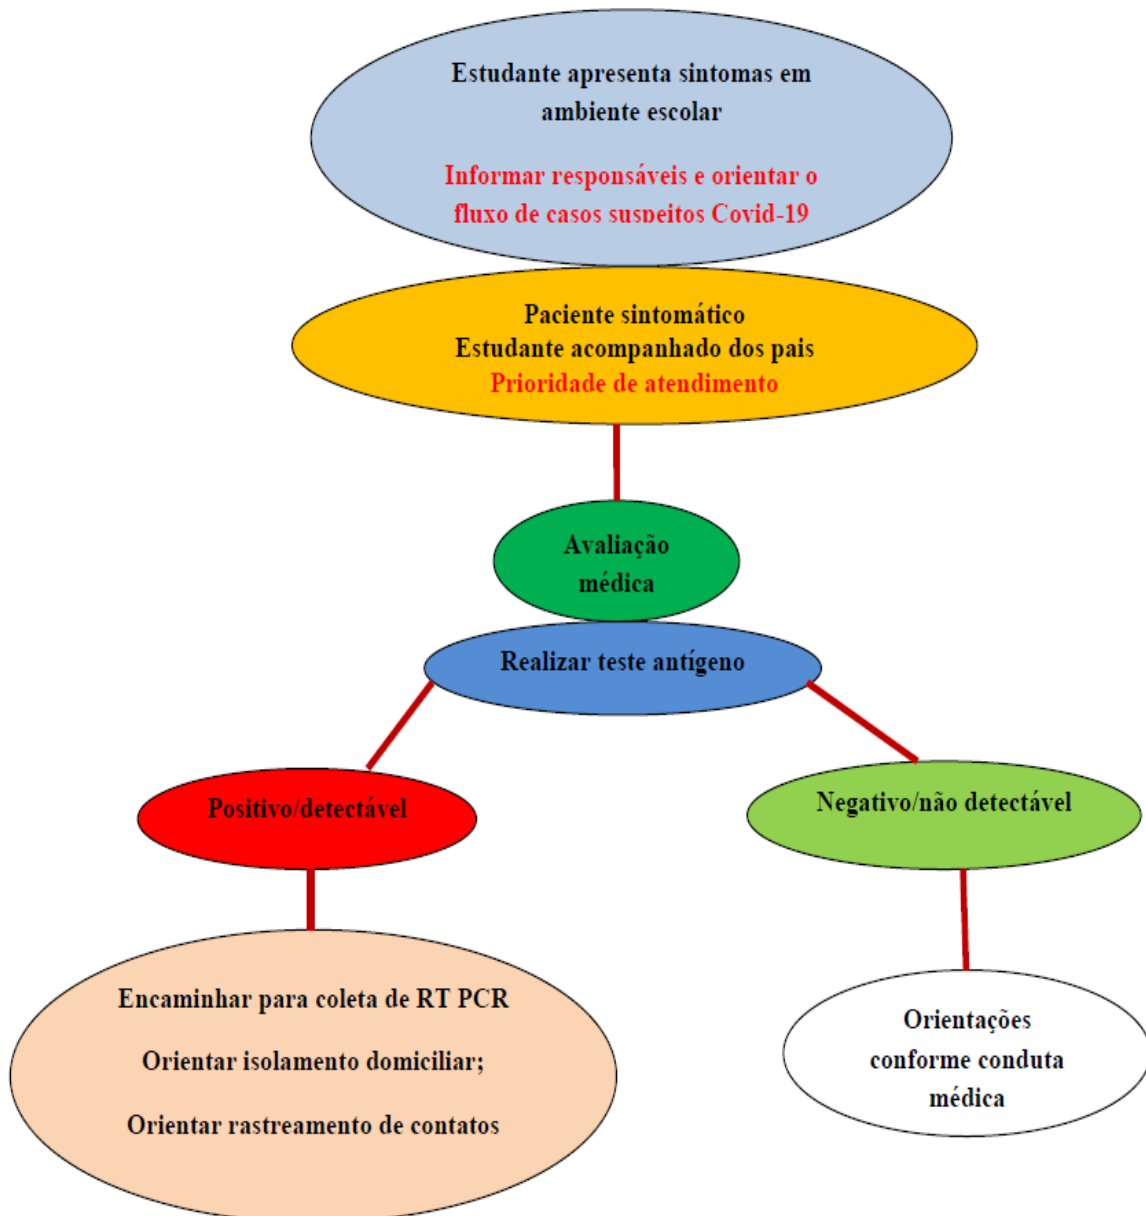 Estudante apresenta sintomas em
ambiente escolar
Informar responsáveis e orientar o
fluxo de casos suspeitos Covid-19
Paciente sintomático
Estudante acompanhado dos pais
Prioridade de atendimento
Avaliação
médica
Realizar teste antígeno
Positivo/detectável
Negativo/não detectável
Encaminhar para coleta de RT PCR
Orientar isolamento domiciliar;
Orientar rastreamento de contatos
Orientações
conforme conduta
médica